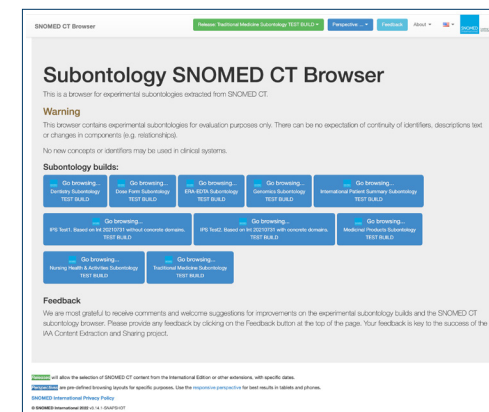 SNOMED CT Browser
Release: Traditional Medicine Subontology TEST BUILD
Perspective ...
Feedback
About
SNOMED
Subontology SNOMED CT Browser
This is a browser for experimental subontologies extracted from SNOMED CT.
Warning
This browser contains experimental subontologies for evaluation purposes only. There can be no expectation of continuity of identifiers, descriptions text
or changes in components (e.g. relationships).
No new concepts or identifiers may be used in clinical systems.
Subontology builds:
Go browsing...
Dentistry Subontology
TEST BUILD
Go browsing...
Dose Form Subontology
TEST BUILD
Go browsing...
ERA-EDTA Subontology
TEST BUILD
Go browsing...
Genomics Subontology
TEST BUILD
Go browsing...
International Patient Summary Subontology
TEST BUILD
Go browsing...
IPS Test1. Based on Int 20210731 without concrete domains.
TEST BUILD
Go browsing...
IPS Test2. Based on Int 20210731 with concrete domains.
TEST BUILD
Go browsing...
Medicinal Products Subontology
TEST BUILD
Go browsing...
Nursing Health & Activities Subontology
TEST BUILD
Go browsing...
Traditional Medicine Subontology
TEST BUILD
Feedback
We are most grateful to receive comments and welcome suggestions for improvements on the experimental subontology builds and the SNOMED CT
subontology browser. Please provide any feedback by clicking on the Feedback button at the top of the page. Your feedback is key to the success of the
IAA Content Extraction and Sharing project.
Releases will allow the selection of SNOMED CT content from the International Edition or other extensions, with specific dates.
Perspectives are pre-defined browsing layouts for specific purposes. Use the responsive perspective for best results in tablets and phones.
SNOMED International Privacy Policy
© SNOMED International 2022 v3.14.1-SNAPSHOT